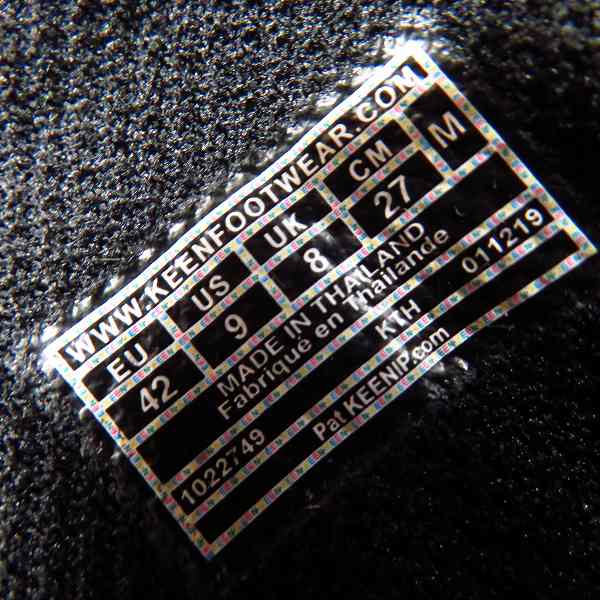 WWW.KEENFOOTWEAR.COM
EU US UK CM M
42 9 8 27
MADE IN THAILAND
Fabriqué en Thaïlande
1022749 KTH 011219
Pat KEENIP.com